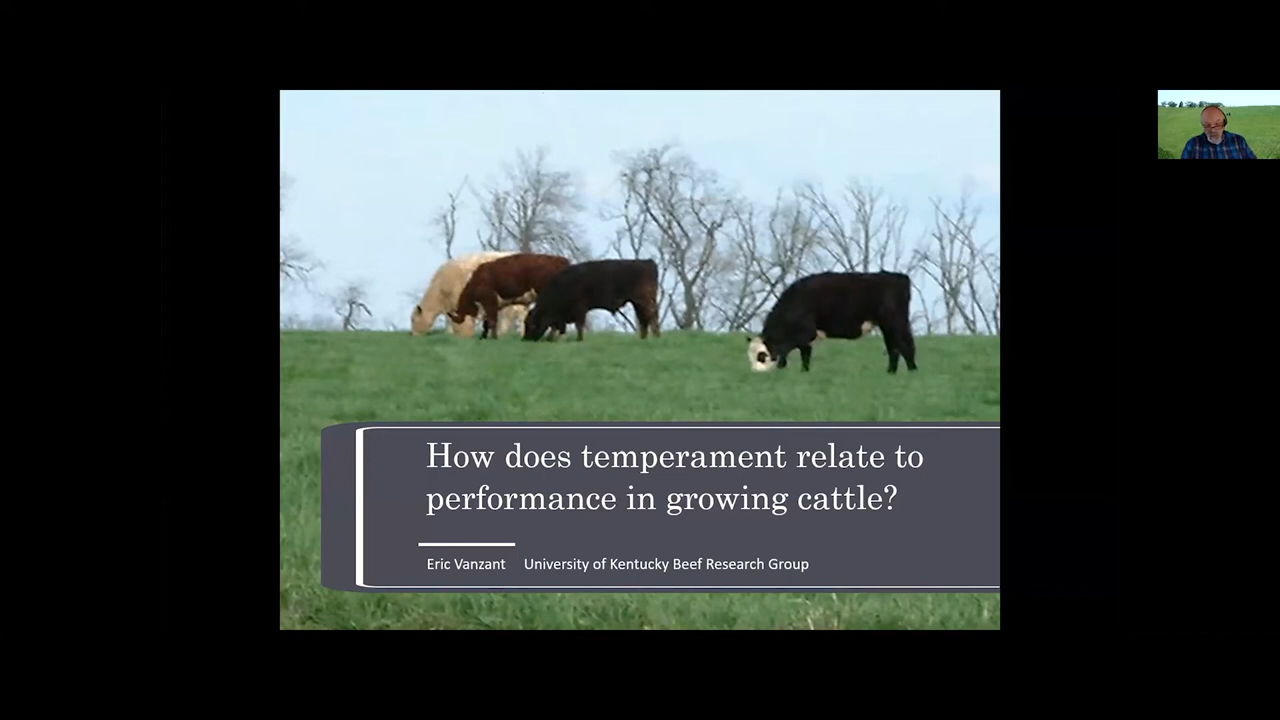 How does temperament relate to
performance in growing cattle?
Eric Vanzant University of Kentucky Beef Research Group